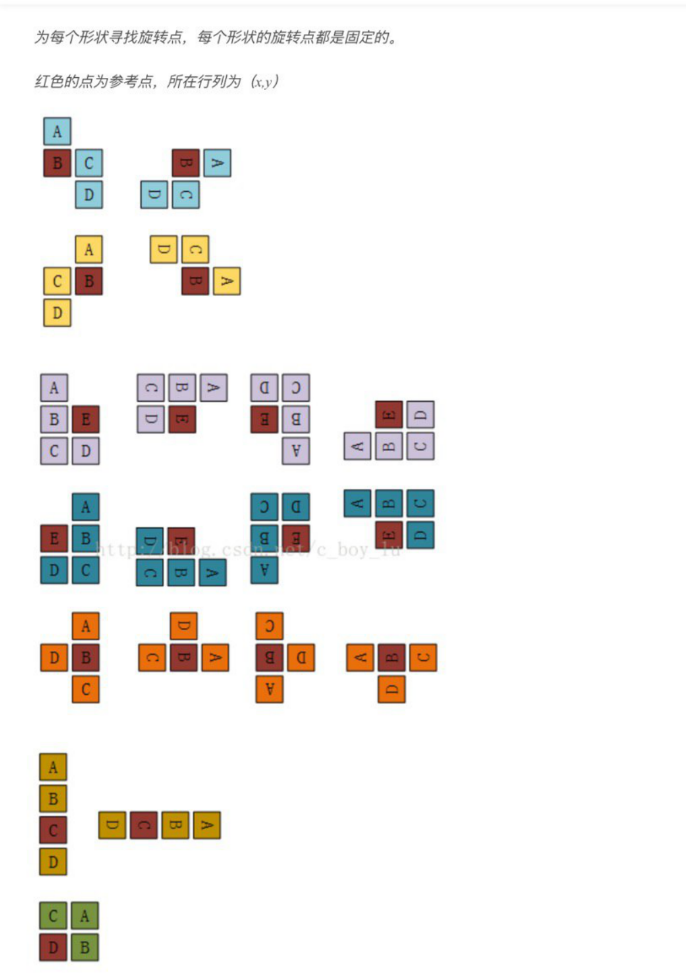 为每个形状寻找旋转点，每个形状的旋转点都是固定的。
红色的点为参考点，所在行列为（x,y）
A
B C B A
D D C
A D C
C B B A
D
A C B A D C E D
B E D E E B A B C
C D A
A C D A B C
E B D E B E E D
http://blog.csdn.net/c_boy_lu
D C C B A A
A D C
D B C B A B D A B C
C A D
A
B
C D C B A
D
C A
D B